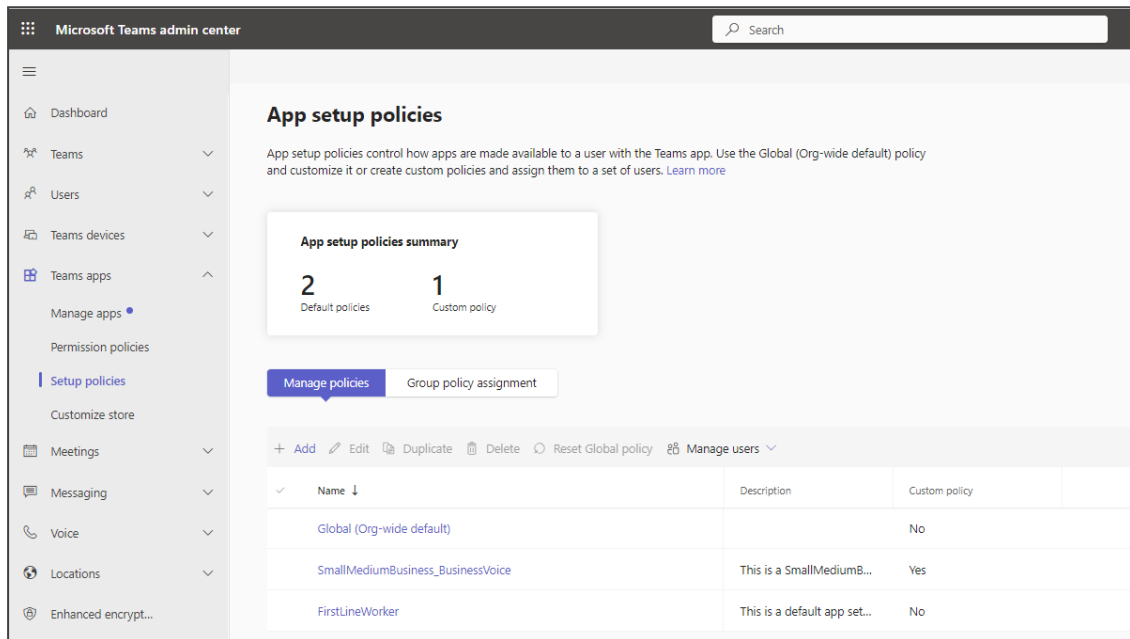 Microsoft Teams admin center
Search
Dashboard
Teams
Users
Teams devices
Teams apps
Manage apps
Permission policies
Setup policies
Customize store
Meetings
Messaging
Voice
Locations
Enhanced encrypt...
App setup policies
App setup policies control how apps are made available to a user with the Teams app. Use the Global (Org-wide default) policy
and customize it or create custom policies and assign them to a set of users. Learn more
App setup policies summary
2 1
Default policies Custom policy
Manage policies Group policy assignment
+ Add Edit Duplicate Delete Reset Global policy Manage users
Name ↓ Description Custom policy
Global (Org-wide default) No
SmallMediumBusiness_BusinessVoice This is a SmallMediumB... Yes
FirstLineWorker This is a default app set... No